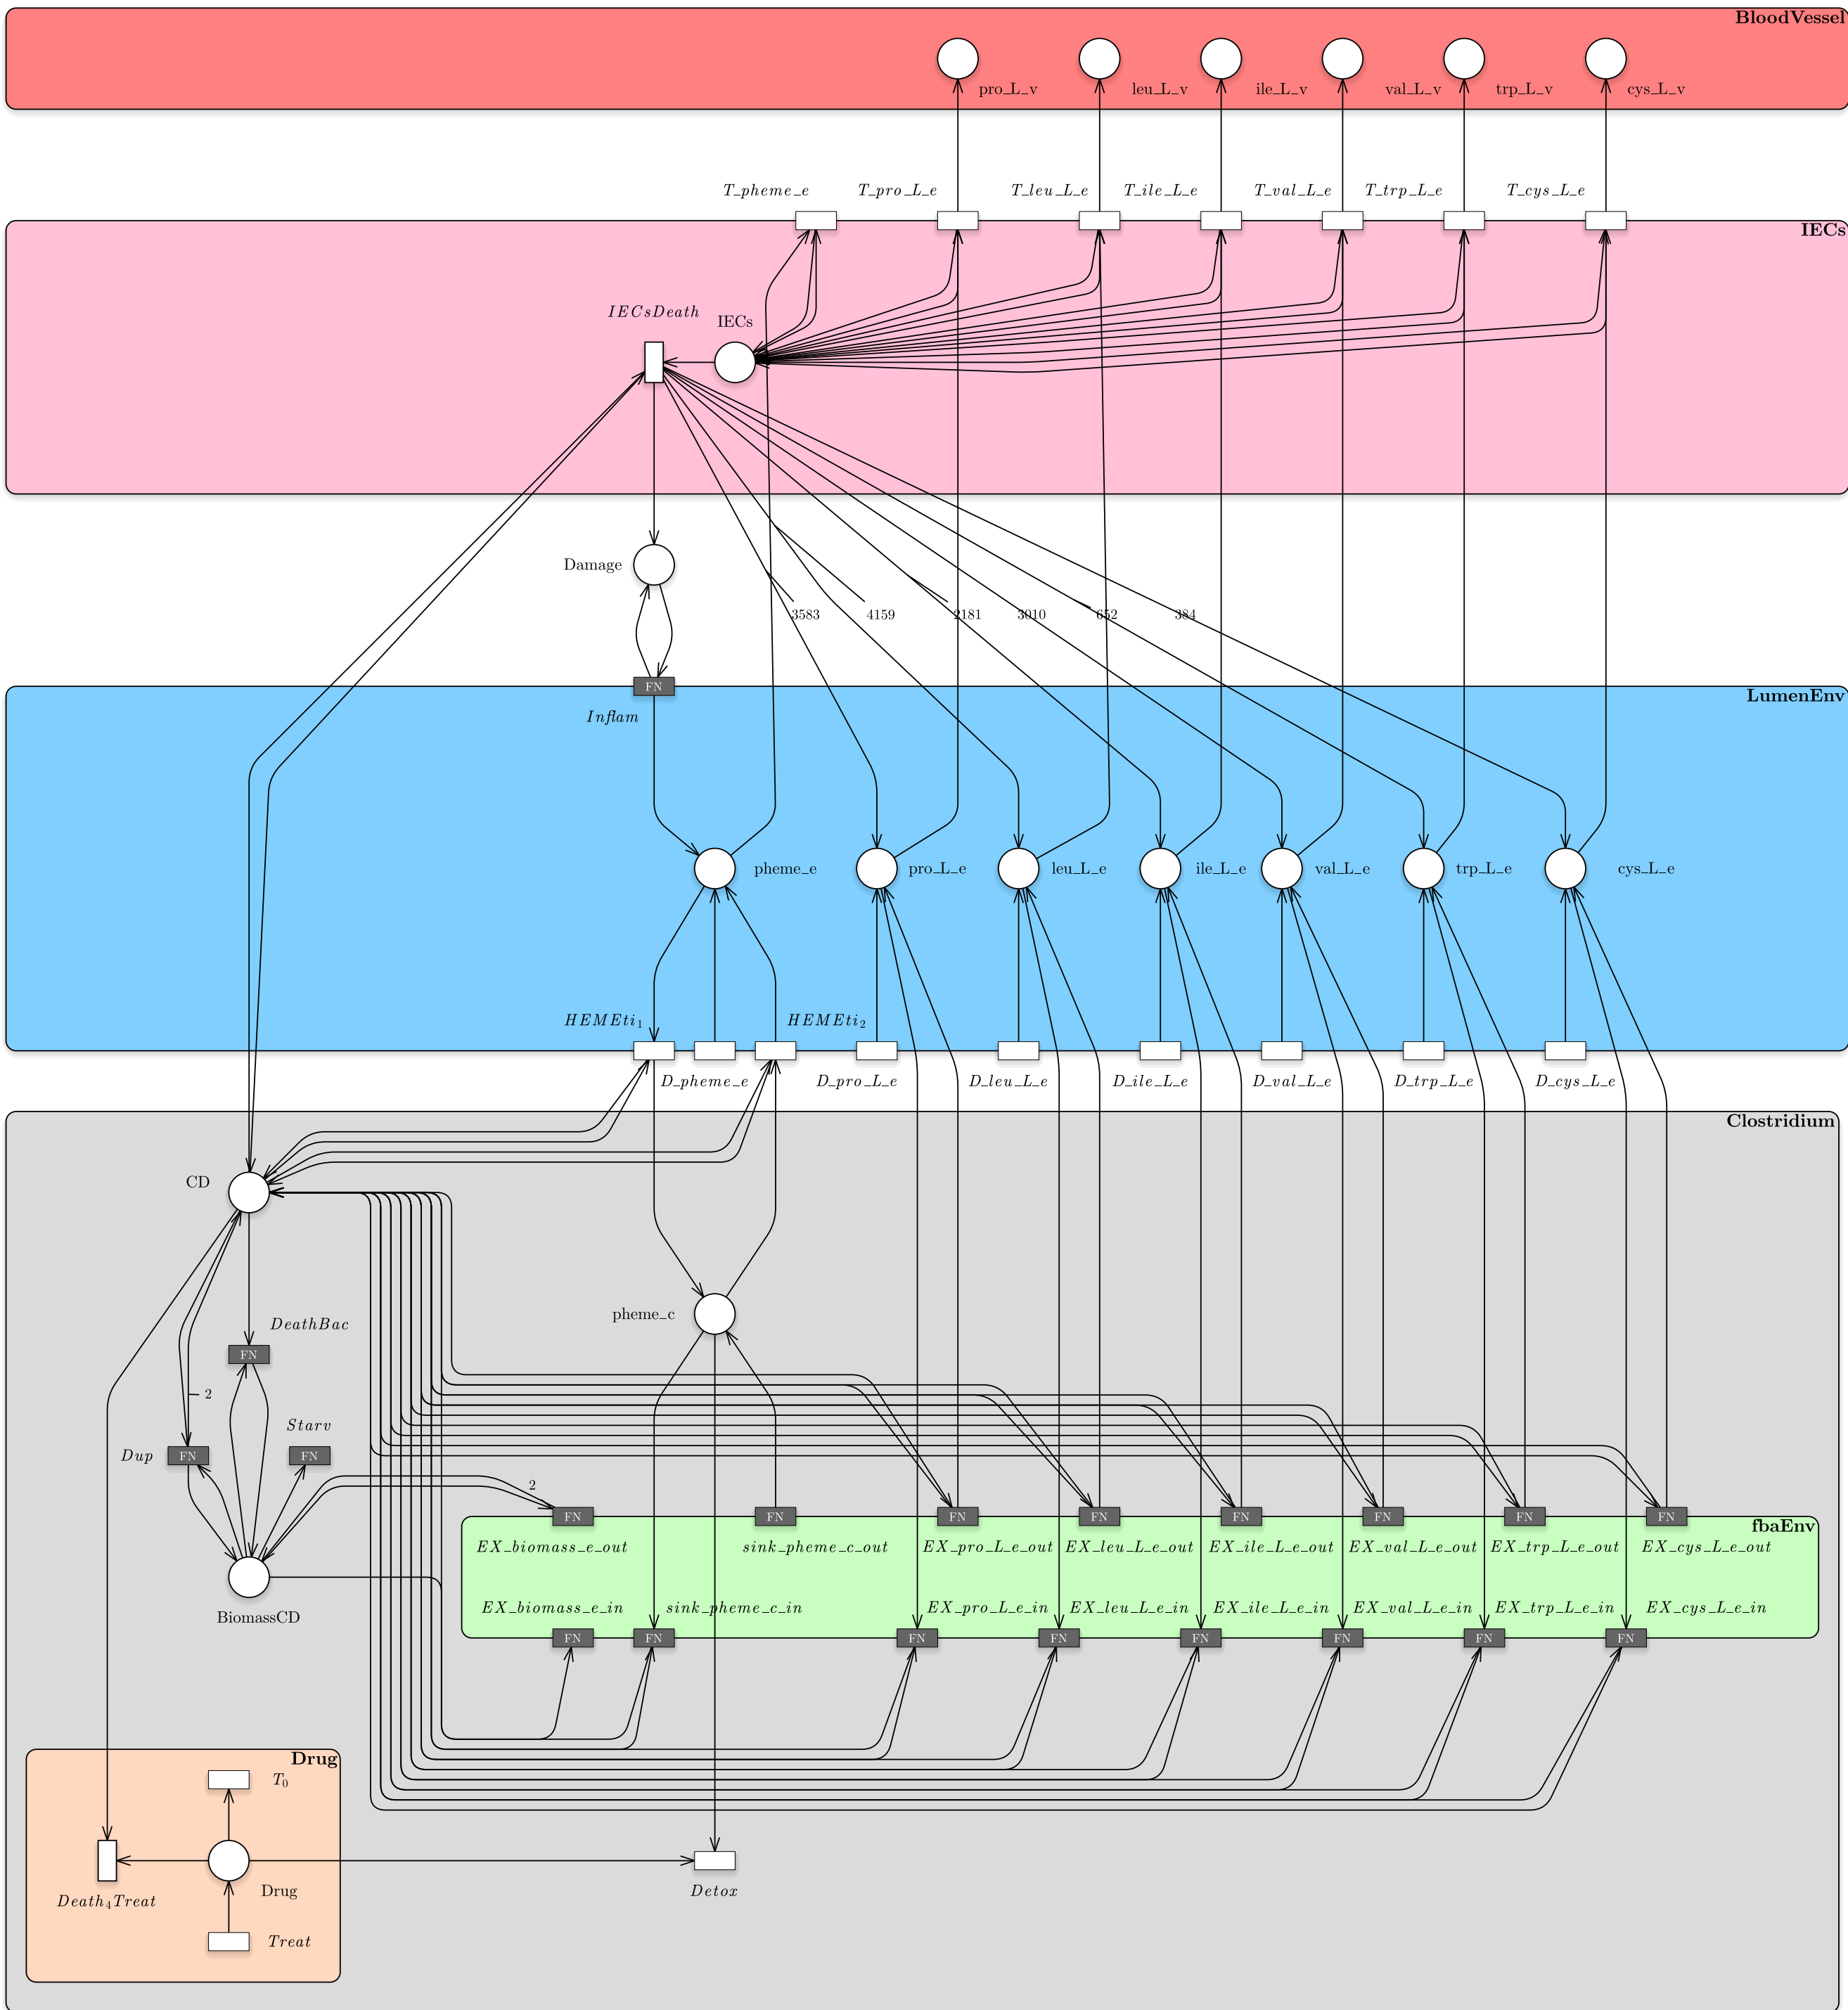 BloodVessel
pro_L_v leu_L_v ile_L_v val_L_v trp_L_v cys_L_v
T_pheme_e T_pro_L_e T_leu_L_e T_ile_L_e T_val_L_e T_trp_L_e T_cys_L_e
IECs
IECsDeath
IECs
Damage
3583 4159 2181 3010 652 384
FN
LumenEnv
Inflam
pheme_e pro_L_e leu_L_e ile_L_e val_L_e trp_L_e cys_L_e
HEMEti1 HEMEti2
D_pheme_e D_pro_L_e D_leu_L_e D_ile_L_e D_val_L_e D_trp_L_e D_cys_L_e
Clostridium
CD
pheme_c
DeathBac
FN
2
Starv
Dup FN FN
2
FN FN FN FN FN FN FN FN
fbaEnv
EX_biomass_e_out sink_pheme_c_out EX_pro_L_e_out EX_leu_L_e_out EX_ile_L_e_out EX_val_L_e_out EX_trp_L_e_out EX_cys_L_e_out
EX_biomass_e_in sink_pheme_c_in EX_pro_L_e_in EX_leu_L_e_in EX_ile_L_e_in EX_val_L_e_in EX_trp_L_e_in EX_cys_L_e_in
BiomassCD
FN FN FN FN FN FN FN FN
Drug
T0
Drug
Death4Treat
Detox
Treat